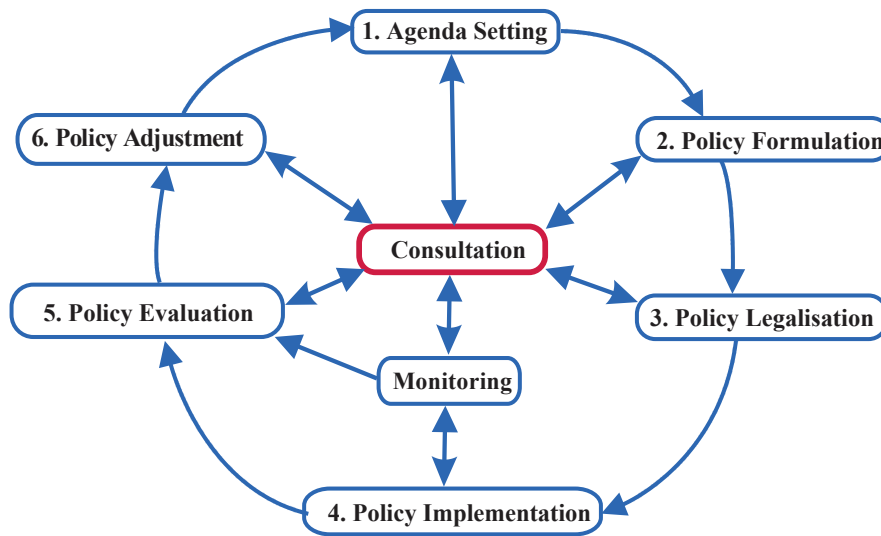 1. Agenda Setting
2. Policy Formulation
6. Policy Adjustment
Consultation
5. Policy Evaluation
3. Policy Legalisation
Monitoring
4. Policy Implementation